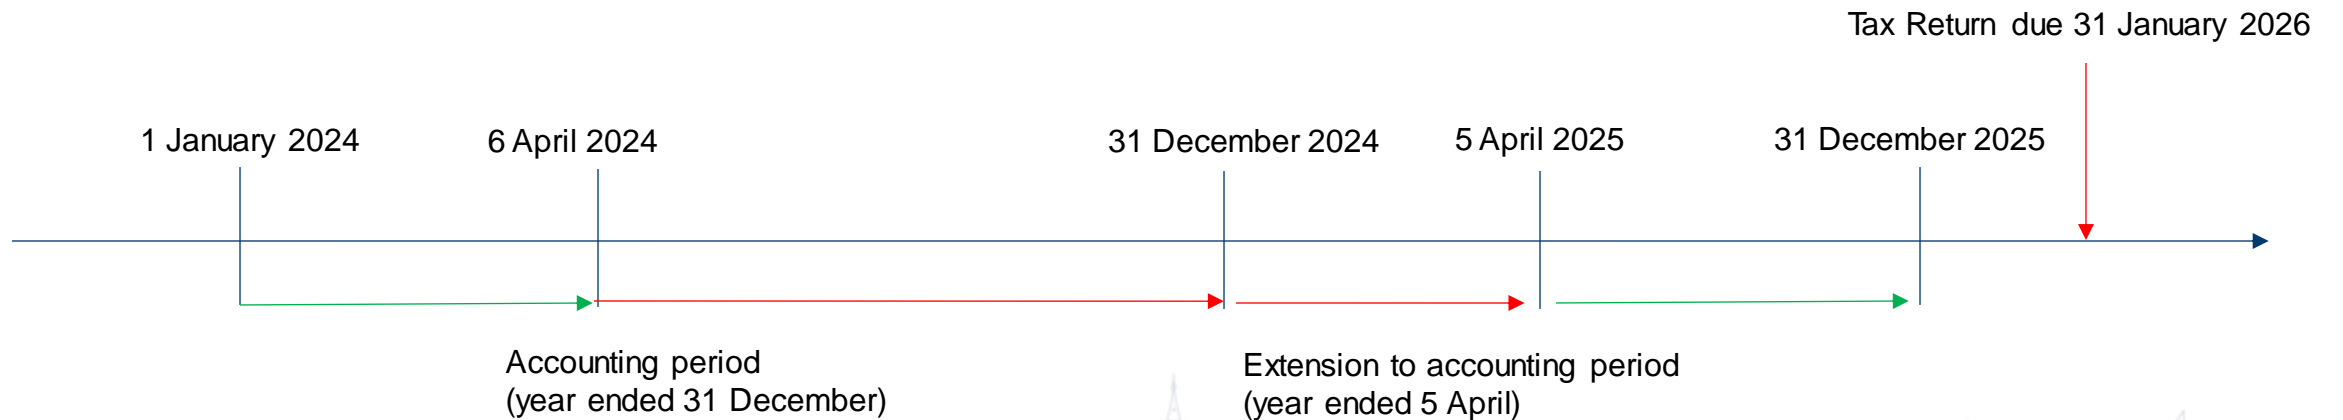 Tax Return due 31 January 2026
1 January 2024
6 April 2024
31 December 2024
5 April 2025
31 December 2025
Accounting period
(year ended 31 December)
Extension to accounting period
(year ended 5 April)